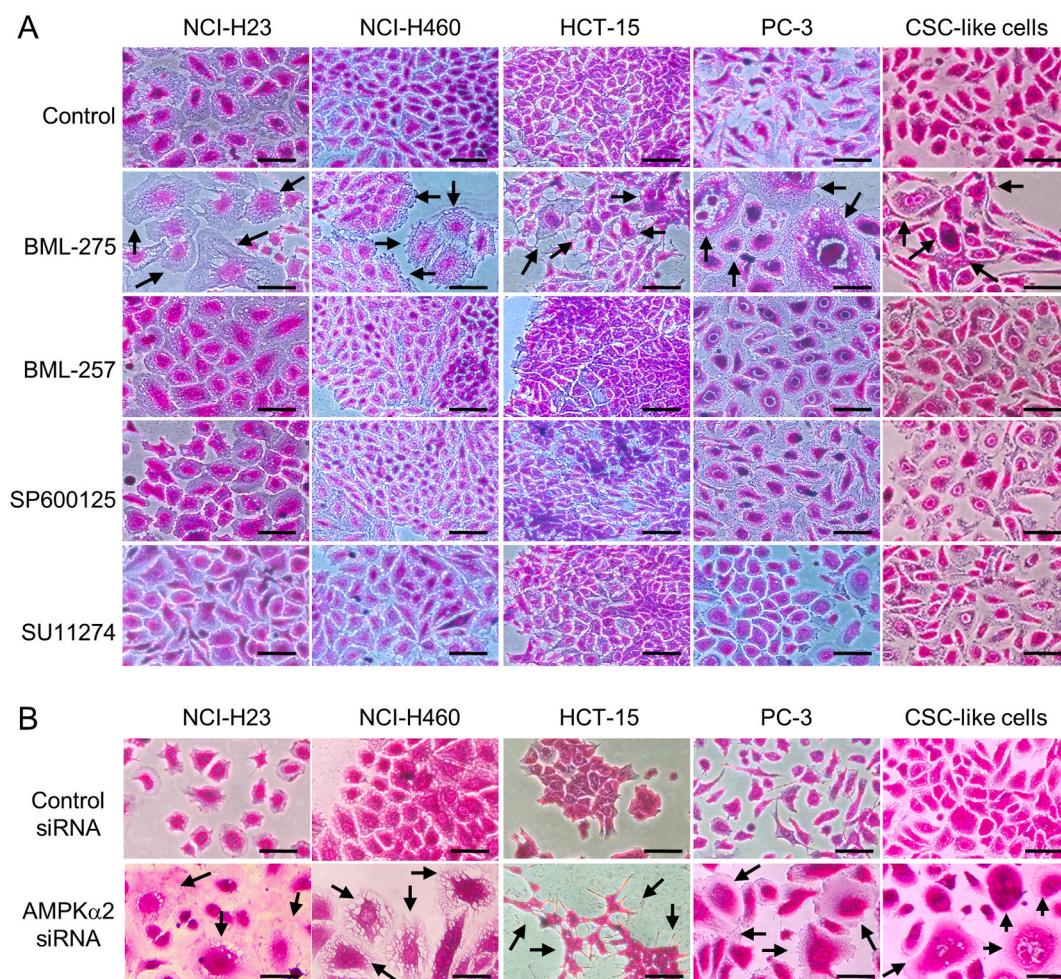 A
NCI-H23 NCI-H460 HCT-15 PC-3 CSC-like cells
Control
BML-275
BML-257
SP600125
SU11274
B
NCI-H23 NCI-H460 HCT-15 PC-3 CSC-like cells
Control
siRNA
AMPKα2
siRNA